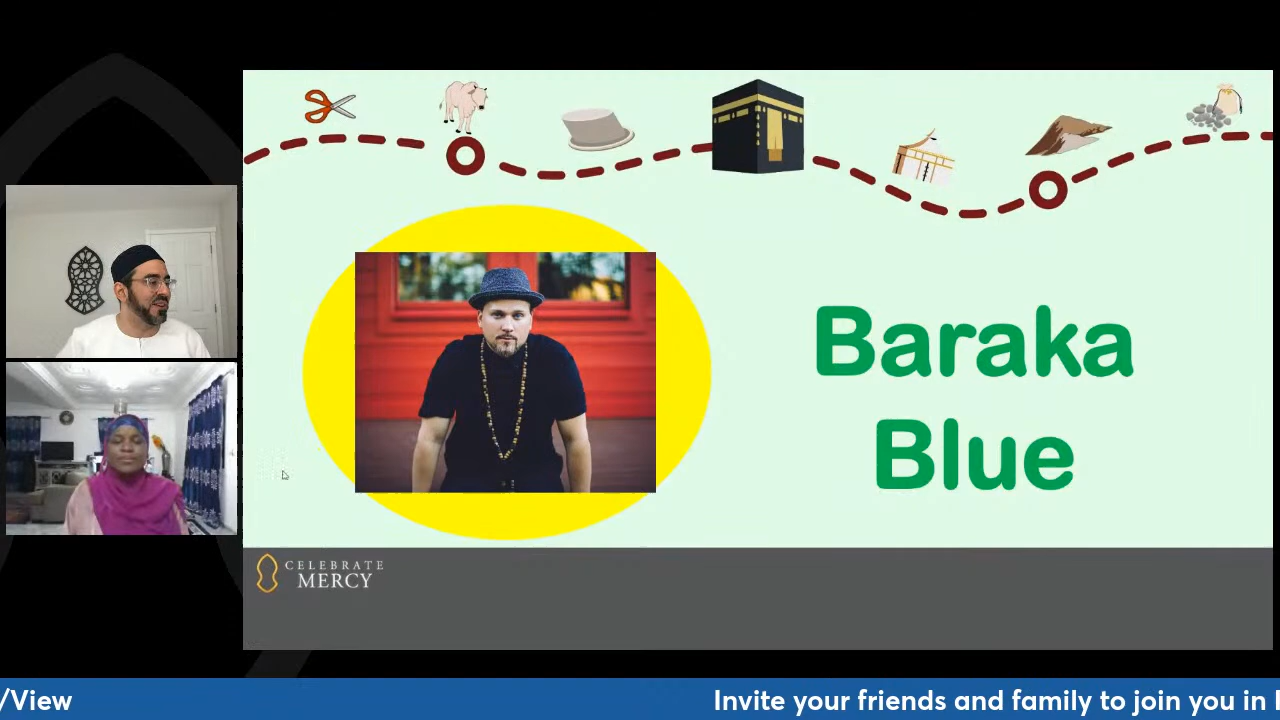 Baraka
Blue
CELEBRATE
MERCY
/View
Invite your friends and family to join you in